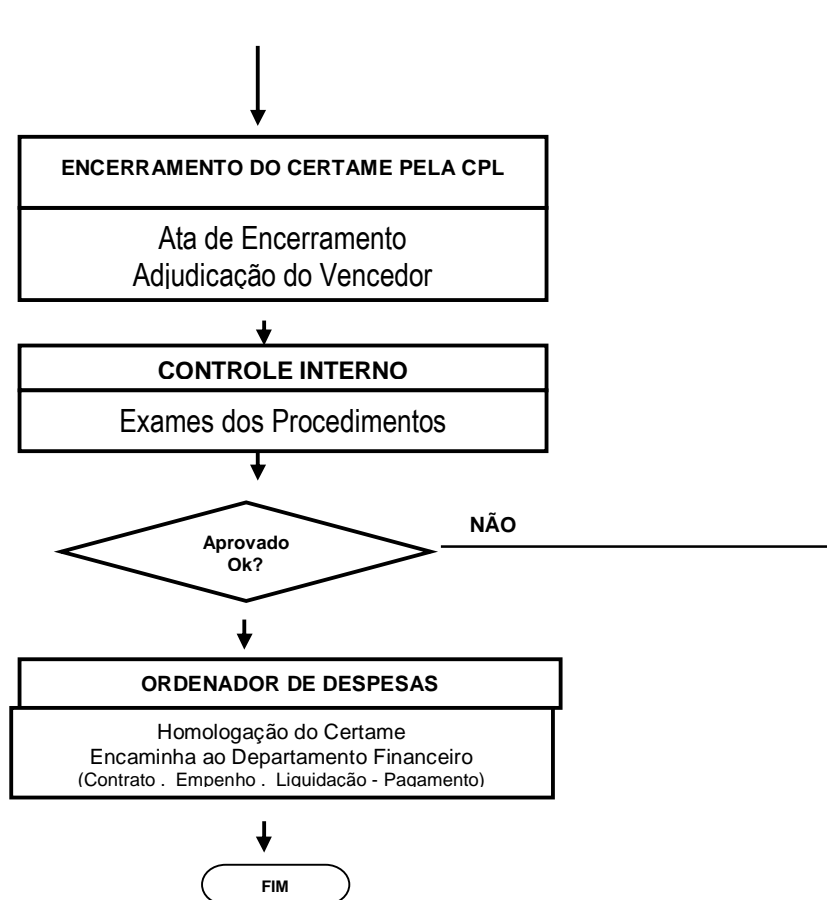 ENCERRAMENTO DO CERTAME PELA CPL
Ata de Encerramento
Adjudicação do Vencedor
CONTROLE INTERNO
Exames dos Procedimentos
NÃO
Aprovado
Ok?
ORDENADOR DE DESPESAS
Homologação do Certame
Encaminha ao Departamento Financeiro
(Contrato . Empenho . Liquidação - Pagamento)
FIM